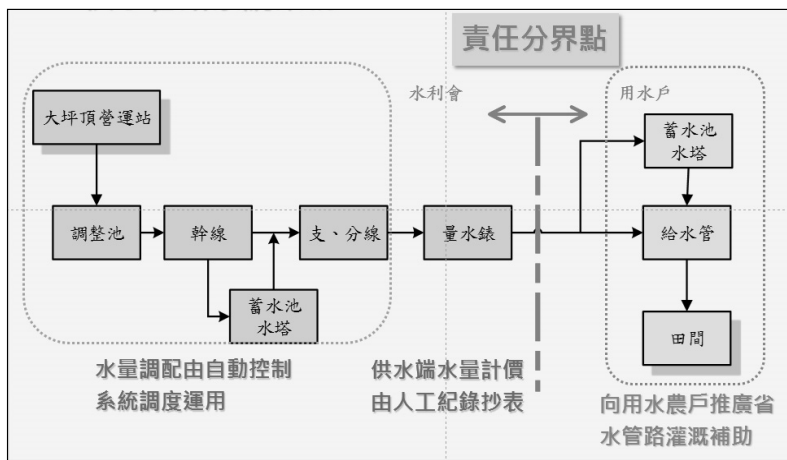 責任分界點
水利會
用水戶
大坪頂營運站
調整池
幹線
支、分線
蓄水池
水塔
量水錶
蓄水池
水塔
給水管
田間
水量調配由自動控制
系統調度運用
供水端水量計價
由人工紀錄抄表
向用水農戶推廣省
水管路灌溉補助